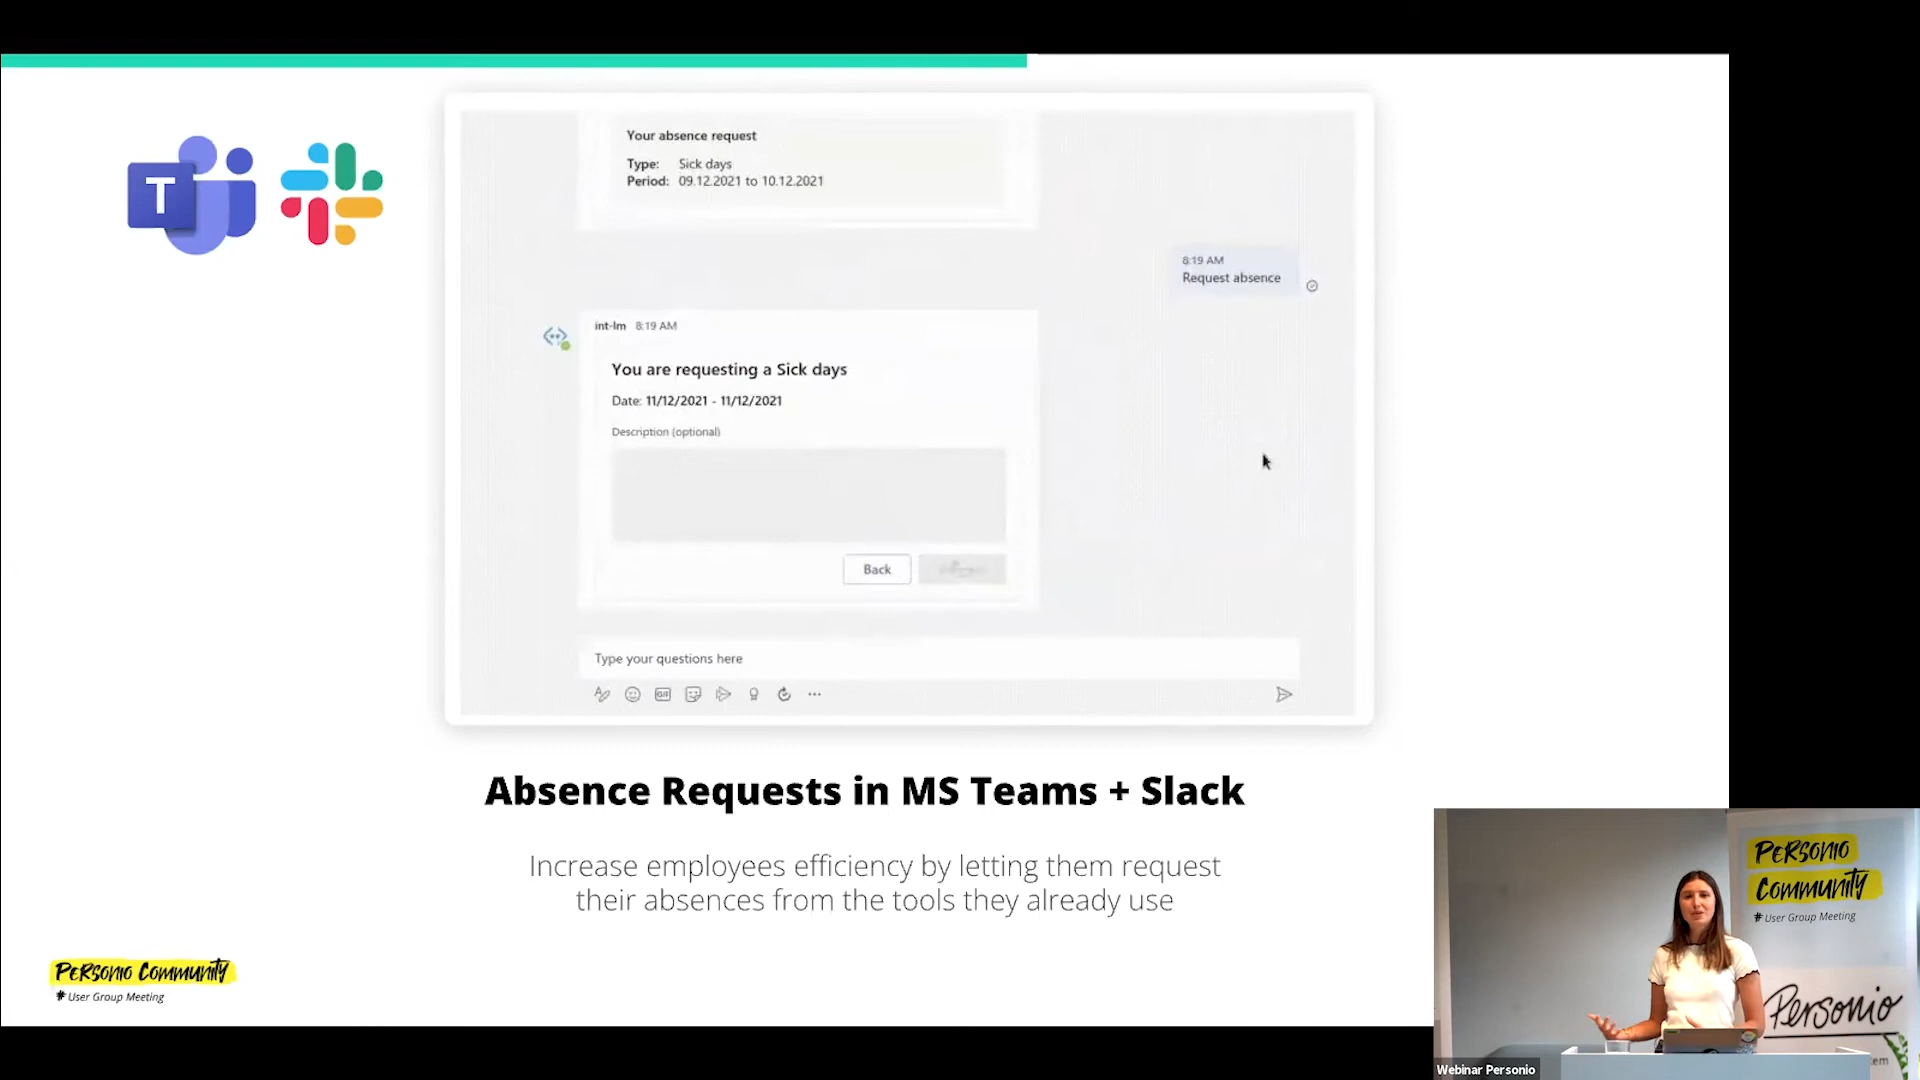 T
Your absence request
Type: Sick days
Period: 09.12.2021 to 10.12.2021
8:19 AM
Request absence
int-lm 8:19 AM
You are requesting a Sick days
Date: 11/12/2021 - 11/12/2021
Description (optional)
Back
Type your questions here
GIF
Absence Requests in MS Teams + Slack
Increase employees efficiency by letting them request
their absences from the tools they already use
Personio Community
# User Group Meeting
Personio
Community
# User Group Meeting
Personio
Webinar Personio